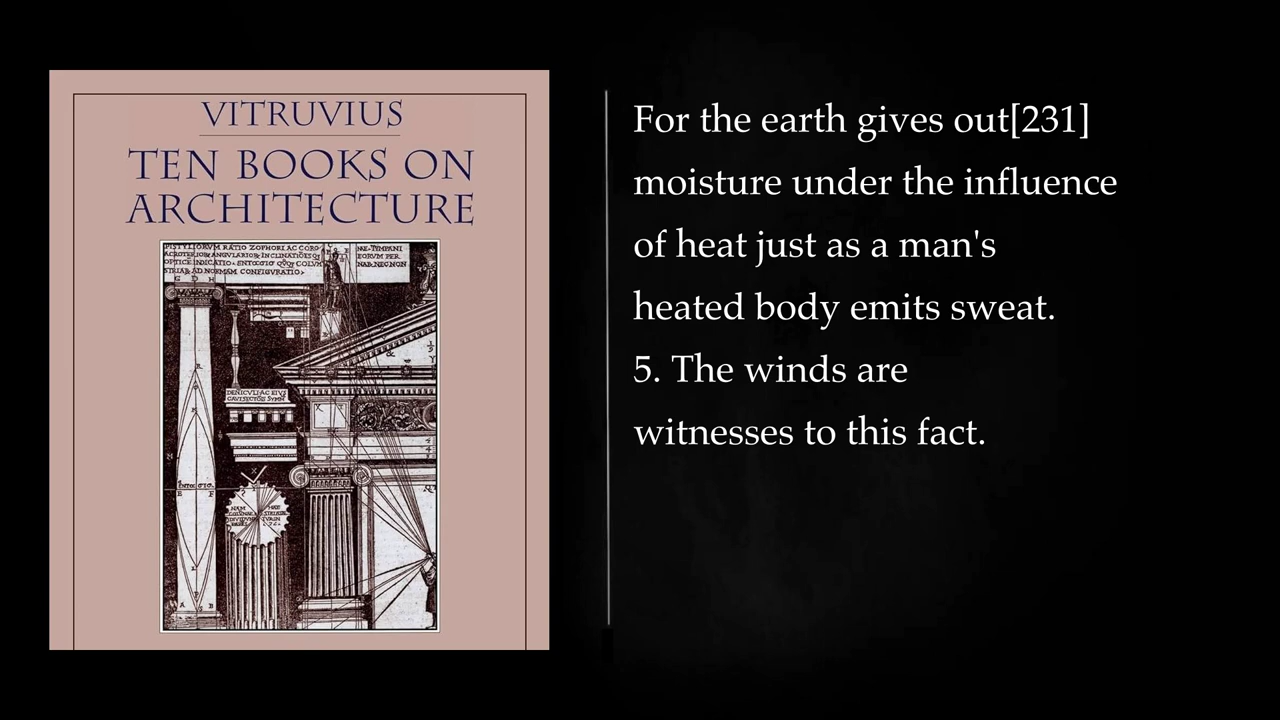 VITRUVIUS
TEN BOOKS ON
ARCHITECTURE
For the earth gives out[231]
moisture under the influence
of heat just as a man's
heated body emits sweat.
5. The winds are
witnesses to this fact.